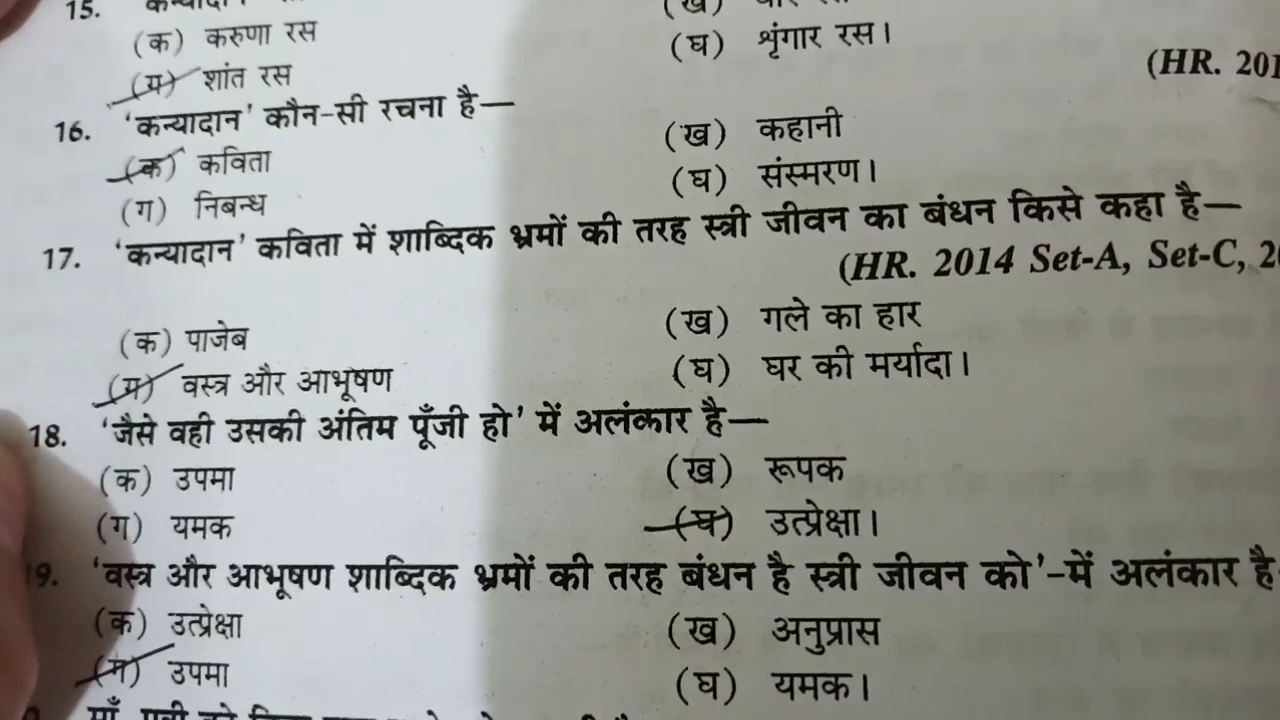 15.
(क) करुणा रस (घ) शृंगार रस।
(ग) शांत रस
(HR. 201
16. 'कन्यादान' कौन-सी रचना है—
(क) कविता (ख) कहानी
(ग) निबन्ध (घ) संस्मरण।
17. 'कन्यादान' कविता में शाब्दिक भ्रमों की तरह स्त्री जीवन का बंधन किसे कहा है—
(HR. 2014 Set-A, Set-C, 2
(क) पाजेब (ख) गले का हार
(ग) वस्त्र और आभूषण (घ) घर की मर्यादा।
18. 'जैसे वही उसकी अंतिम पूँजी हो' में अलंकार है—
(क) उपमा (ख) रूपक
(ग) यमक (घ) उत्प्रेक्षा।
19. 'वस्त्र और आभूषण शाब्दिक भ्रमों की तरह बंधन है स्त्री जीवन को'-में अलंकार है
(क) उत्प्रेक्षा (ख) अनुप्रास
(ग) उपमा (घ) यमक।